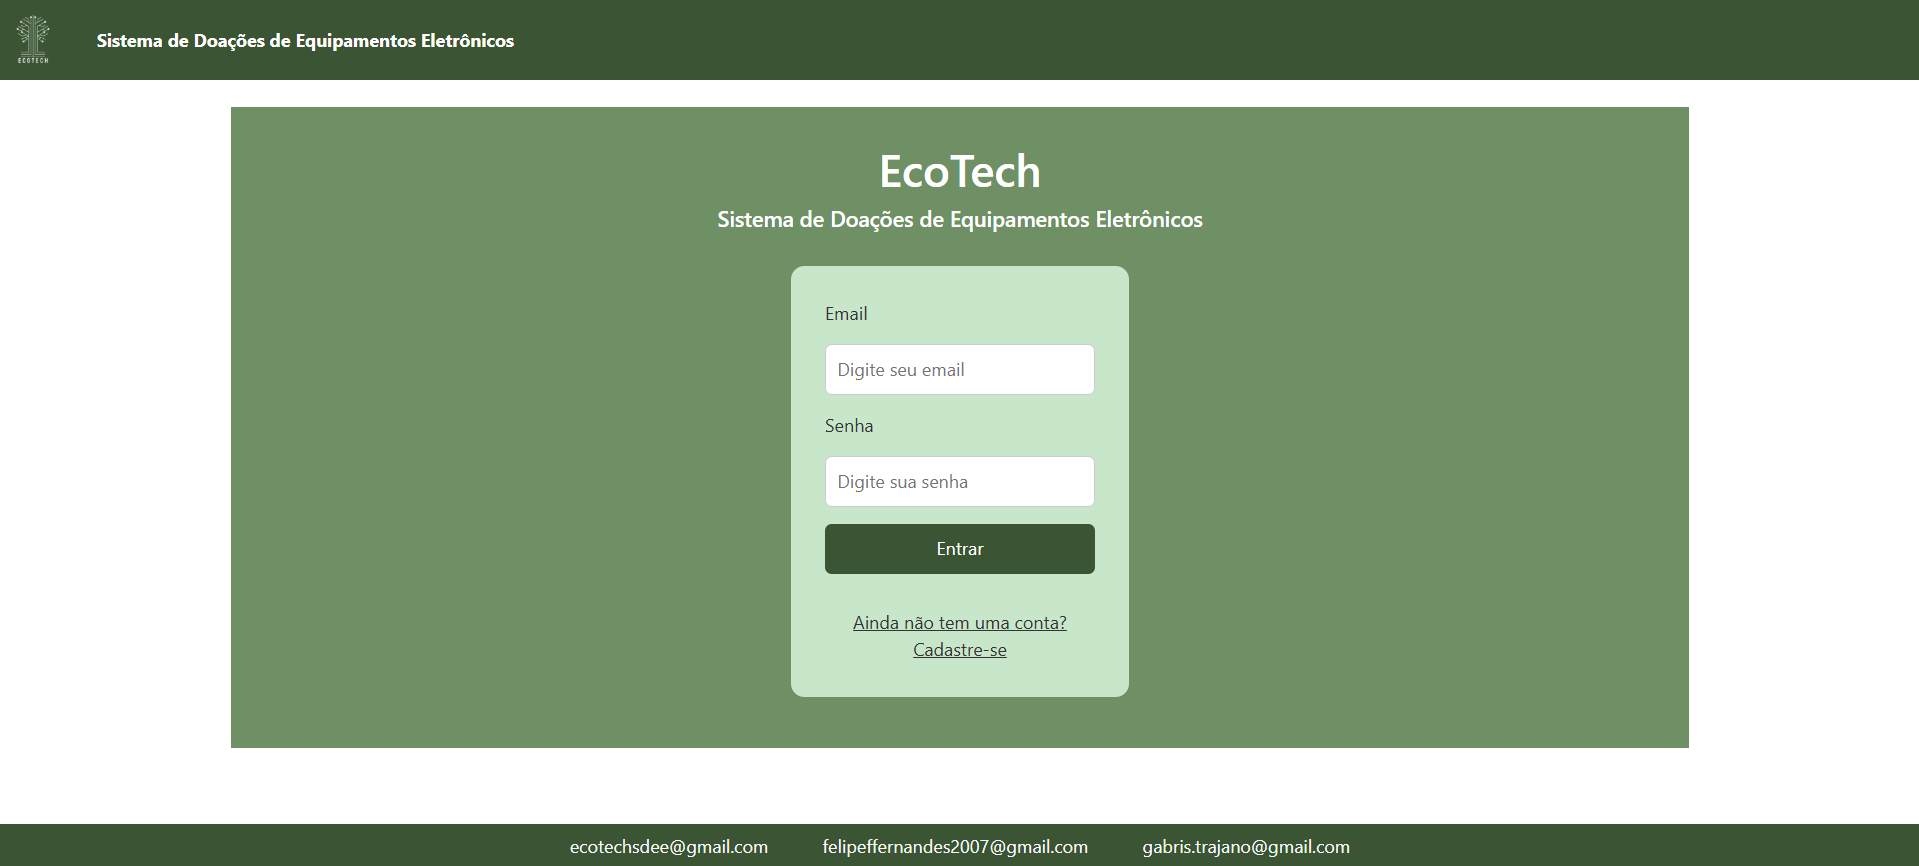 ECOTECH
Sistema de Doações de Equipamentos Eletrônicos
EcoTech
Sistema de Doações de Equipamentos Eletrônicos
Email
Digite seu email
Senha
Digite sua senha
Entrar
Ainda não tem uma conta?
Cadastre-se
ecotechsdee@gmail.com felipeffernandes2007@gmail.com gabris.trajano@gmail.com